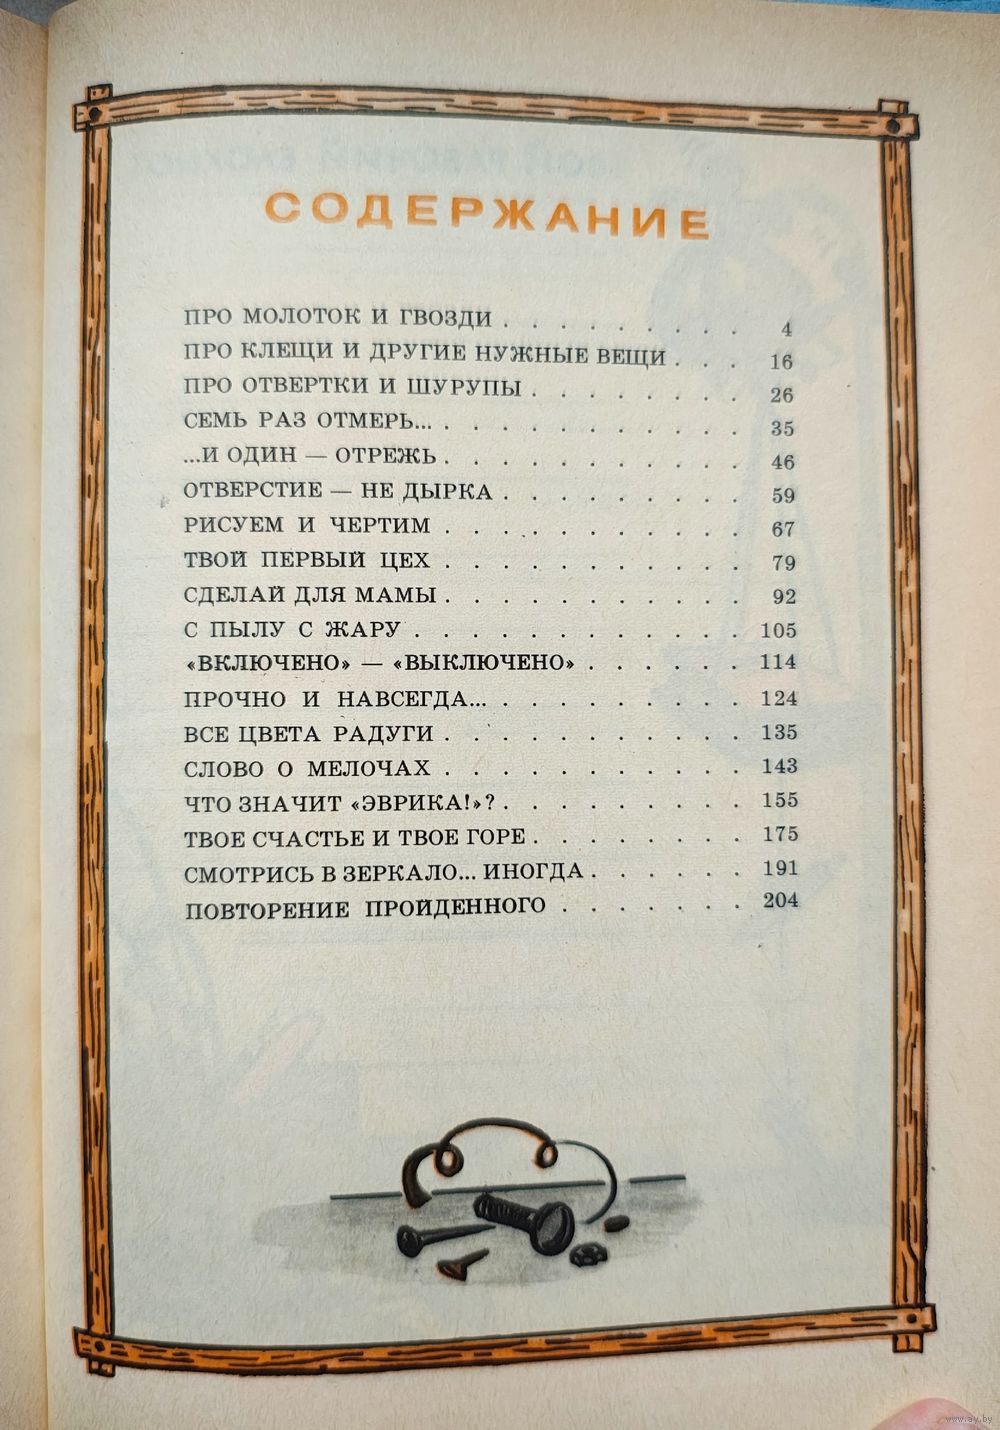 СОДЕРЖАНИЕ
ПРО МОЛОТОК И ГВОЗДИ . . . . . . . . . 4
ПРО КЛЕЩИ И ДРУГИЕ НУЖНЫЕ ВЕЩИ . . . 16
ПРО ОТВЕРТКИ И ШУРУПЫ . . . . . . . . 26
СЕМЬ РАЗ ОТМЕРЬ... . . . . . . . . . . . 35
...И ОДИН — ОТРЕЖЬ . . . . . . . . . . . 46
ОТВЕРСТИЕ — НЕ ДЫРКА . . . . . . . . . 59
РИСУЕМ И ЧЕРТИМ . . . . . . . . . . . 67
ТВОЙ ПЕРВЫЙ ЦЕХ . . . . . . . . . . . 79
СДЕЛАЙ ДЛЯ МАМЫ . . . . . . . . . . . 92
С ПЫЛУ С ЖАРУ . . . . . . . . . . . . 105
«ВКЛЮЧЕНО» — «ВЫКЛЮЧЕНО» . . . . . . 114
ПРОЧНО И НАВСЕГДА... . . . . . . . . . 124
ВСЕ ЦВЕТА РАДУГИ . . . . . . . . . . . 135
СЛОВО О МЕЛОЧАХ . . . . . . . . . . . 143
ЧТО ЗНАЧИТ «ЭВРИКА!»? . . . . . . . . . 155
ТВОЕ СЧАСТЬЕ И ТВОЕ ГОРЕ . . . . . . . . 175
СМОТРИСЬ В ЗЕРКАЛО... ИНОГДА . . . . . . 191
ПОВТОРЕНИЕ ПРОЙДЕННОГО . . . . . . . 204
www.ay.by